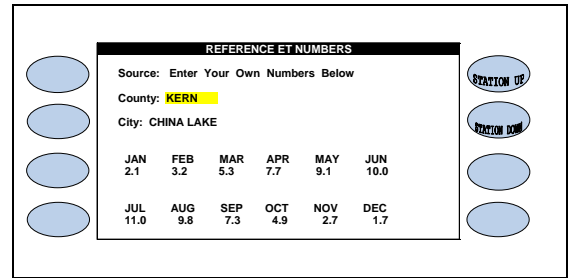 REFERENCE ET NUMBERS
Source: Enter Your Own Numbers Below
STATION UP
County: KERN
City: CHINA LAKE
STATION DOWN
JAN FEB MAR APR MAY JUN
2.1 3.2 5.3 7.7 9.1 10.0
JUL AUG SEP OCT NOV DEC
11.0 9.8 7.3 4.9 2.7 1.7